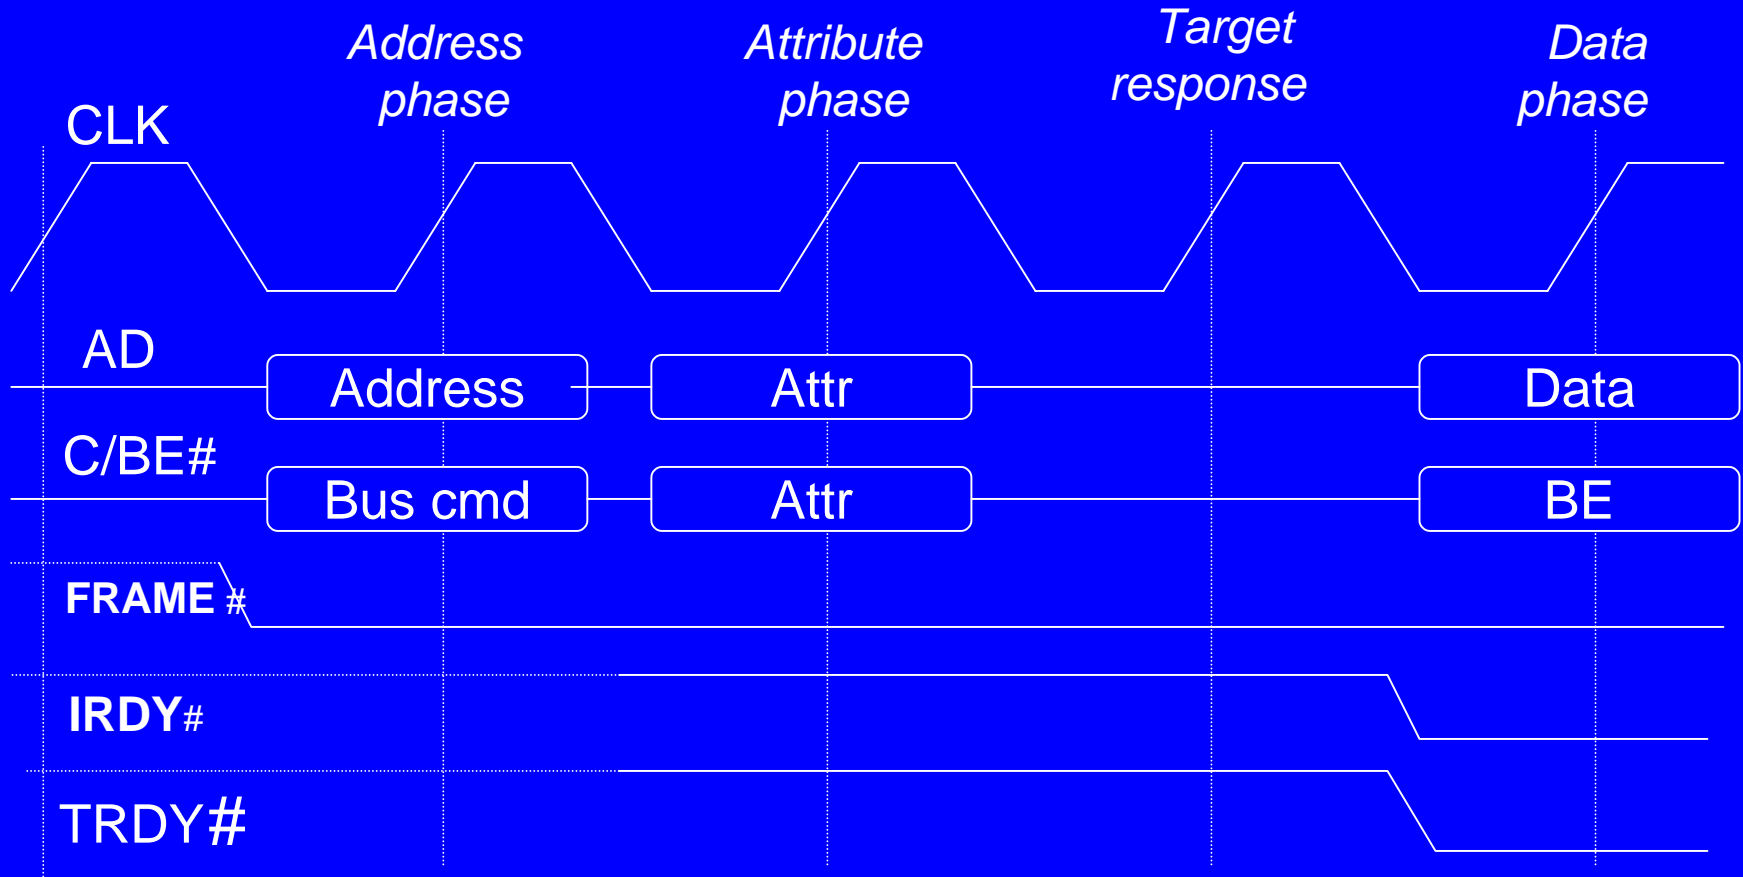 Address
phase
Attribute
phase
Target
response
Data
phase
CLK
AD
Address
Attr
Data
C/BE#
Bus cmd
Attr
BE
FRAME #
IRDY#
TRDY#